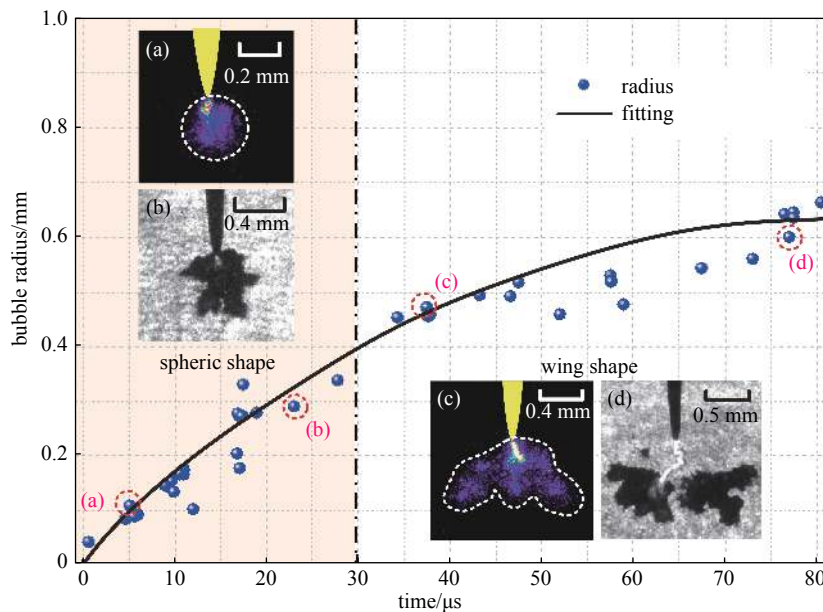 1.0
0.8
0.6
0.4
0.2
0
bubble radius/mm
0
10
20
30
40
50
60
70
80
time/μs
(a)
0.2 mm
(b)
0.4 mm
spheric shape
radius
fitting
(a)
(b)
(c)
(d)
wing shape
(c)
0.4 mm
(d)
0.5 mm